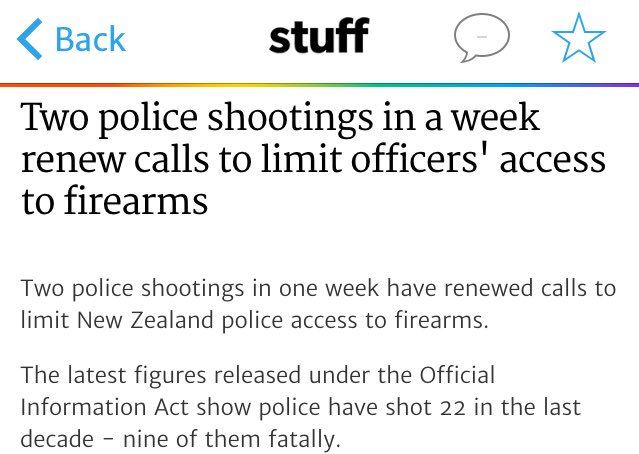 Back
stuff
Two police shootings in a week
renew calls to limit officers' access
to firearms
Two police shootings in one week have renewed calls to
limit New Zealand police access to firearms.
The latest figures released under the Official
Information Act show police have shot 22 in the last
decade - nine of them fatally.